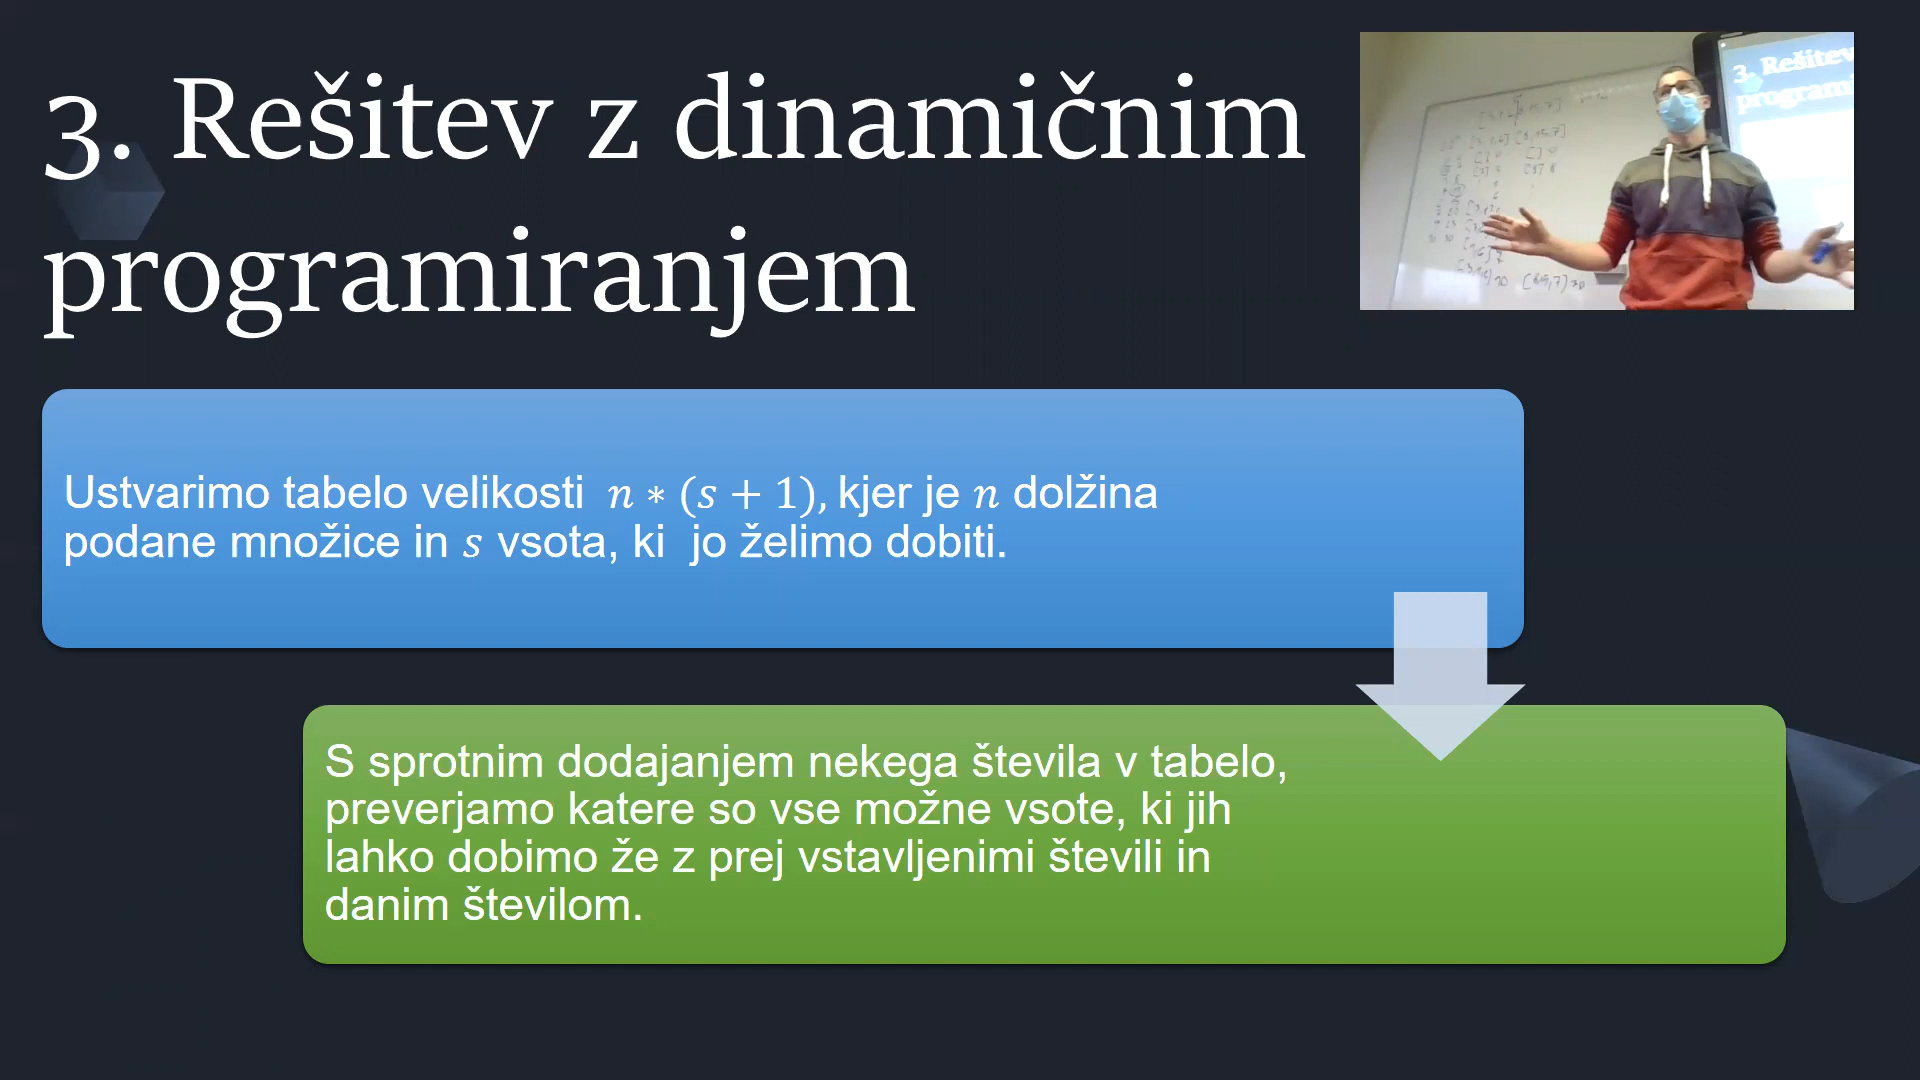 3. Rešitev z dinamičnim
programiranjem
3. Rešitev
Ustvarimo tabelo velikosti n ∗ (s + 1), kjer je n dolžina
podane množice in s vsota, ki jo želimo dobiti.
S sprotnim dodajanjem nekega števila v tabelo,
preverjamo katere so vse možne vsote, ki jih
lahko dobimo že z prej vstavljenimi števili in
danim številom.